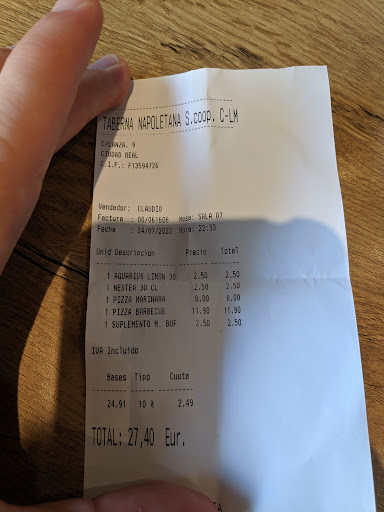 TABERNA NAPOLETANA S.coop. C-LM
C/LANZA, 9
CIUDAD REAL
C.I.F.: F13594726
Vendedor: CLAUDIO
Factura : 00/061606 Mesa: SALA 07
Fecha : 24/07/2022 Hora: 22:33
Unid Descripcion Precio Total
1 AQUARIUS LIMON 30 2,50 2,50
1 NESTEA 30 CL 2,50 2,50
1 PIZZA MARINARA 8,00 8,00
1 PIZZA BARBECUE 11,90 11,90
1 SUPLEMENTO M. BUF 2,50 2,50
IVA Incluido
Bases Tipo Cuota
24.91 10 % 2.49
TOTAL: 27,40 Eur.